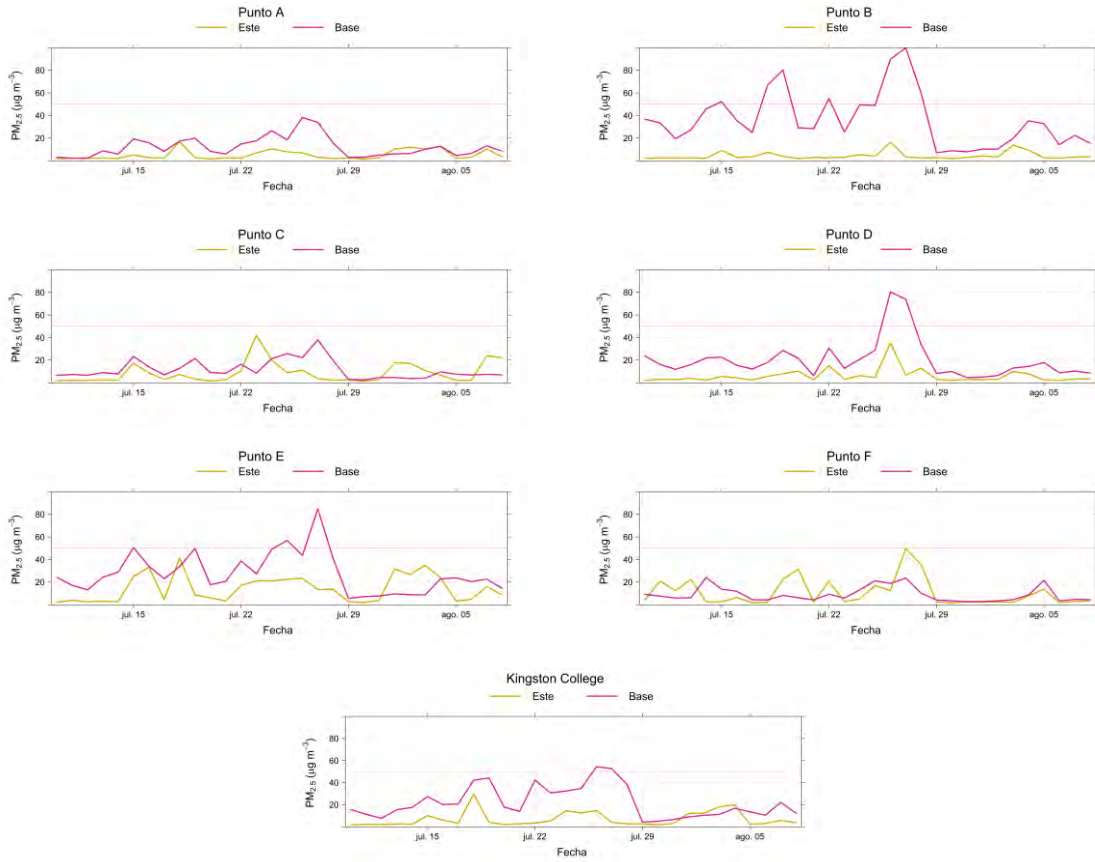 Punto A
Este Base
PM2.5 (μg m−3)
80
60
40
20
jul. 15 jul. 22 jul. 29 ago. 05
Fecha
Punto B
Este Base
PM2.5 (μg m−3)
80
60
40
20
jul. 15 jul. 22 jul. 29 ago. 05
Fecha
Punto C
Este Base
PM2.5 (μg m−3)
80
60
40
20
jul. 15 jul. 22 jul. 29 ago. 05
Fecha
Punto D
Este Base
PM2.5 (μg m−3)
80
60
40
20
jul. 15 jul. 22 jul. 29 ago. 05
Fecha
Punto E
Este Base
PM2.5 (μg m−3)
80
60
40
20
jul. 15 jul. 22 jul. 29 ago. 05
Fecha
Punto F
Este Base
PM2.5 (μg m−3)
80
60
40
20
jul. 15 jul. 22 jul. 29 ago. 05
Fecha
Kingston College
Este Base
PM2.5 (μg m−3)
80
60
40
20
jul. 15 jul. 22 jul. 29 ago. 05
Fecha